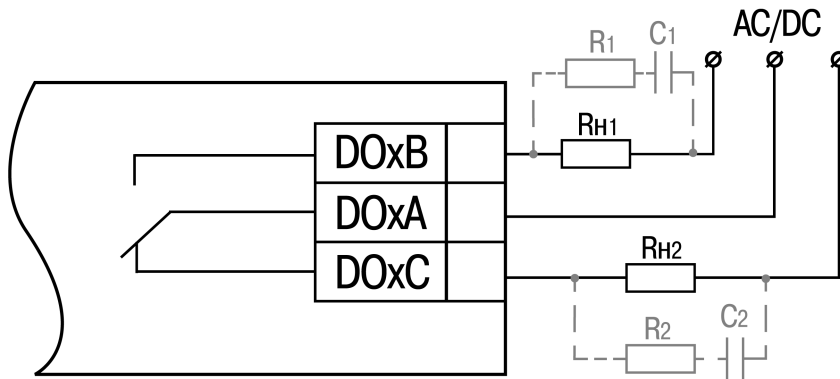 AC/DC
R1
C1
RH1
DOxB
DOxA
DOxC
RH2
R2
C2